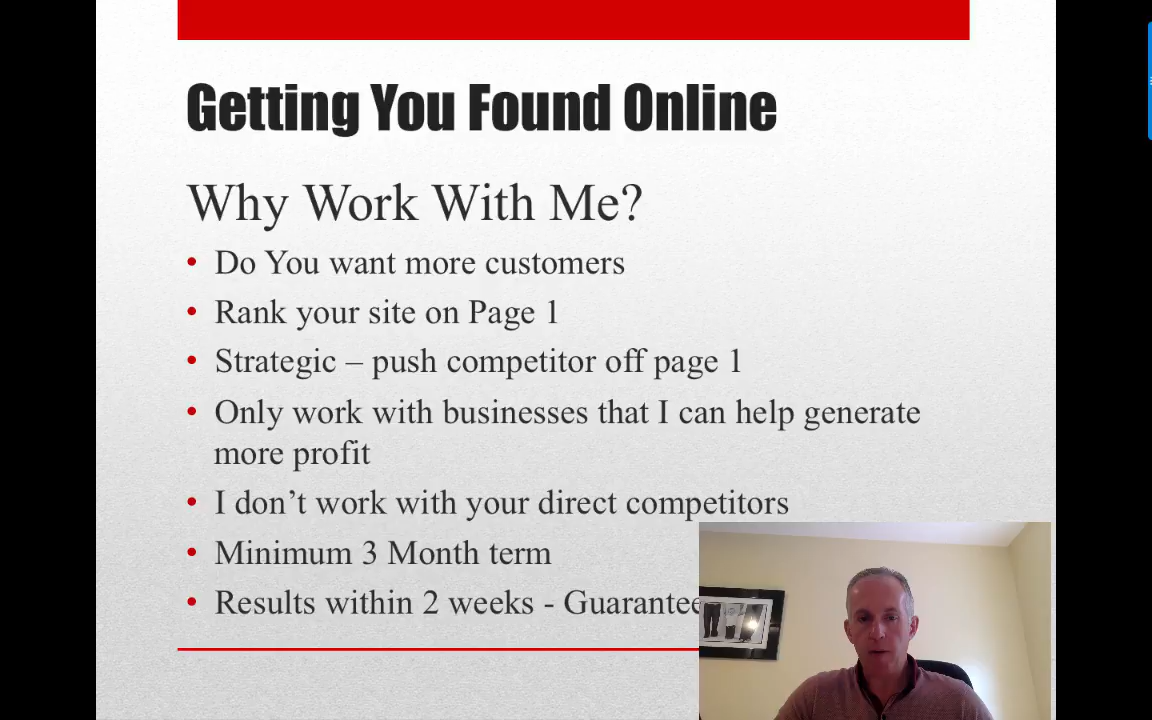 Getting You Found Online
Why Work With Me?
• Do You want more customers
• Rank your site on Page 1
• Strategic – push competitor off page 1
• Only work with businesses that I can help generate
more profit
• I don’t work with your direct competitors
• Minimum 3 Month term
• Results within 2 weeks - Guarantee